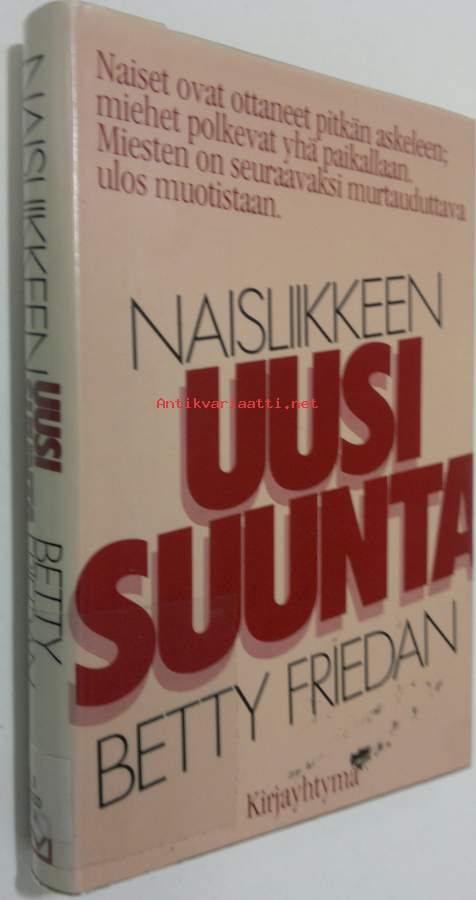 Naiset ovat ottaneet pitkän askeleen;
miehet polkevat yhä paikallaan.
Miesten on seuraavaksi murtauduttava
ulos muotistaan.
NAISLIIKKEEN
UUSI
SUUNTA
BETTY FRIEDAN
Kirjayhtymä
Antikvariaatti.net
NAISLIIKKEEN
UUSI
BETTY